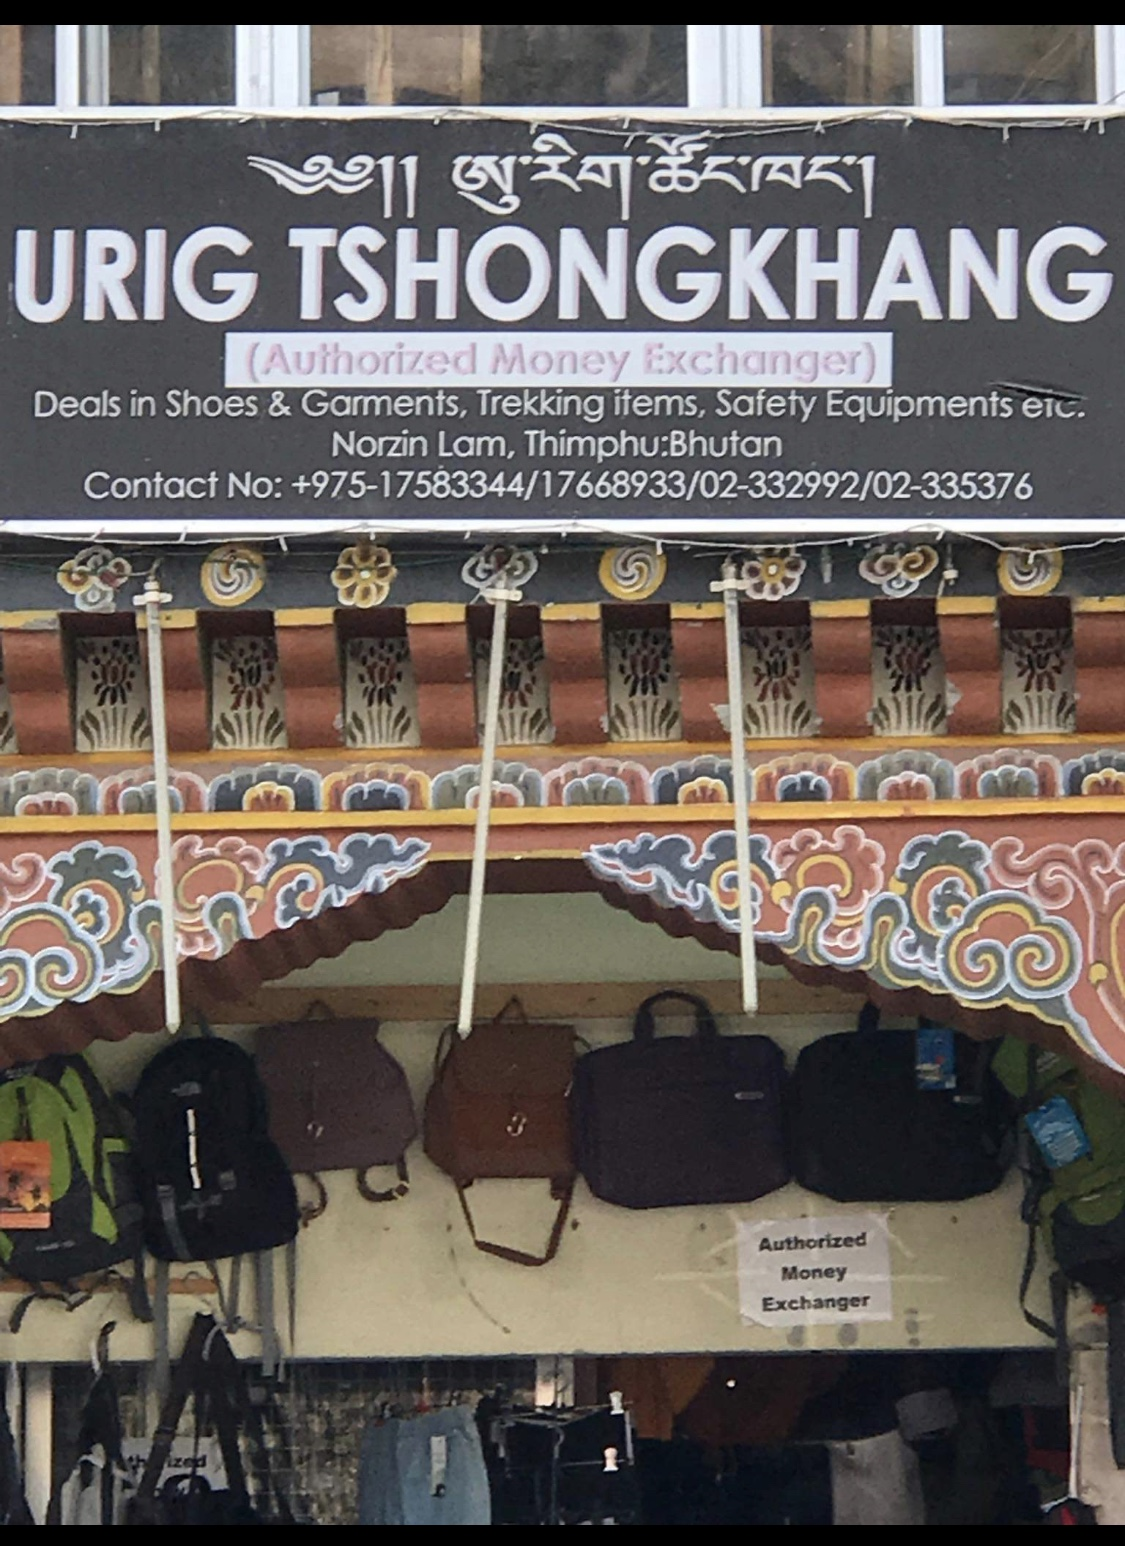 ༄༅།། ཨུ་རིག་ཚོང་ཁང་།
URIG TSHONGKHANG
(Authorized Money Exchanger)
Deals in Shoes & Garments, Trekking items, Safety Equipments etc.
Norzin Lam, Thimphu:Bhutan
Contact No: +975-17583344/17668933/02-332992/02-335376
Authorized
Money
Exchanger